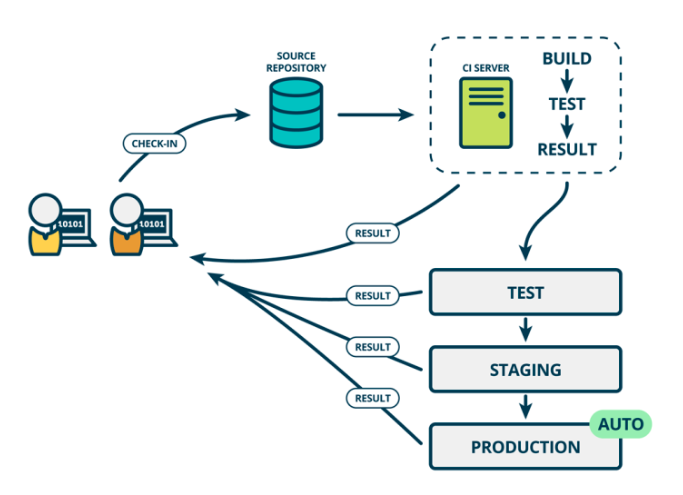 SOURCE
REPOSITORY
CI SERVER
BUILD
TEST
RESULT
CHECK-IN
10101
10101
RESULT
RESULT
TEST
RESULT
STAGING
RESULT
AUTO
PRODUCTION